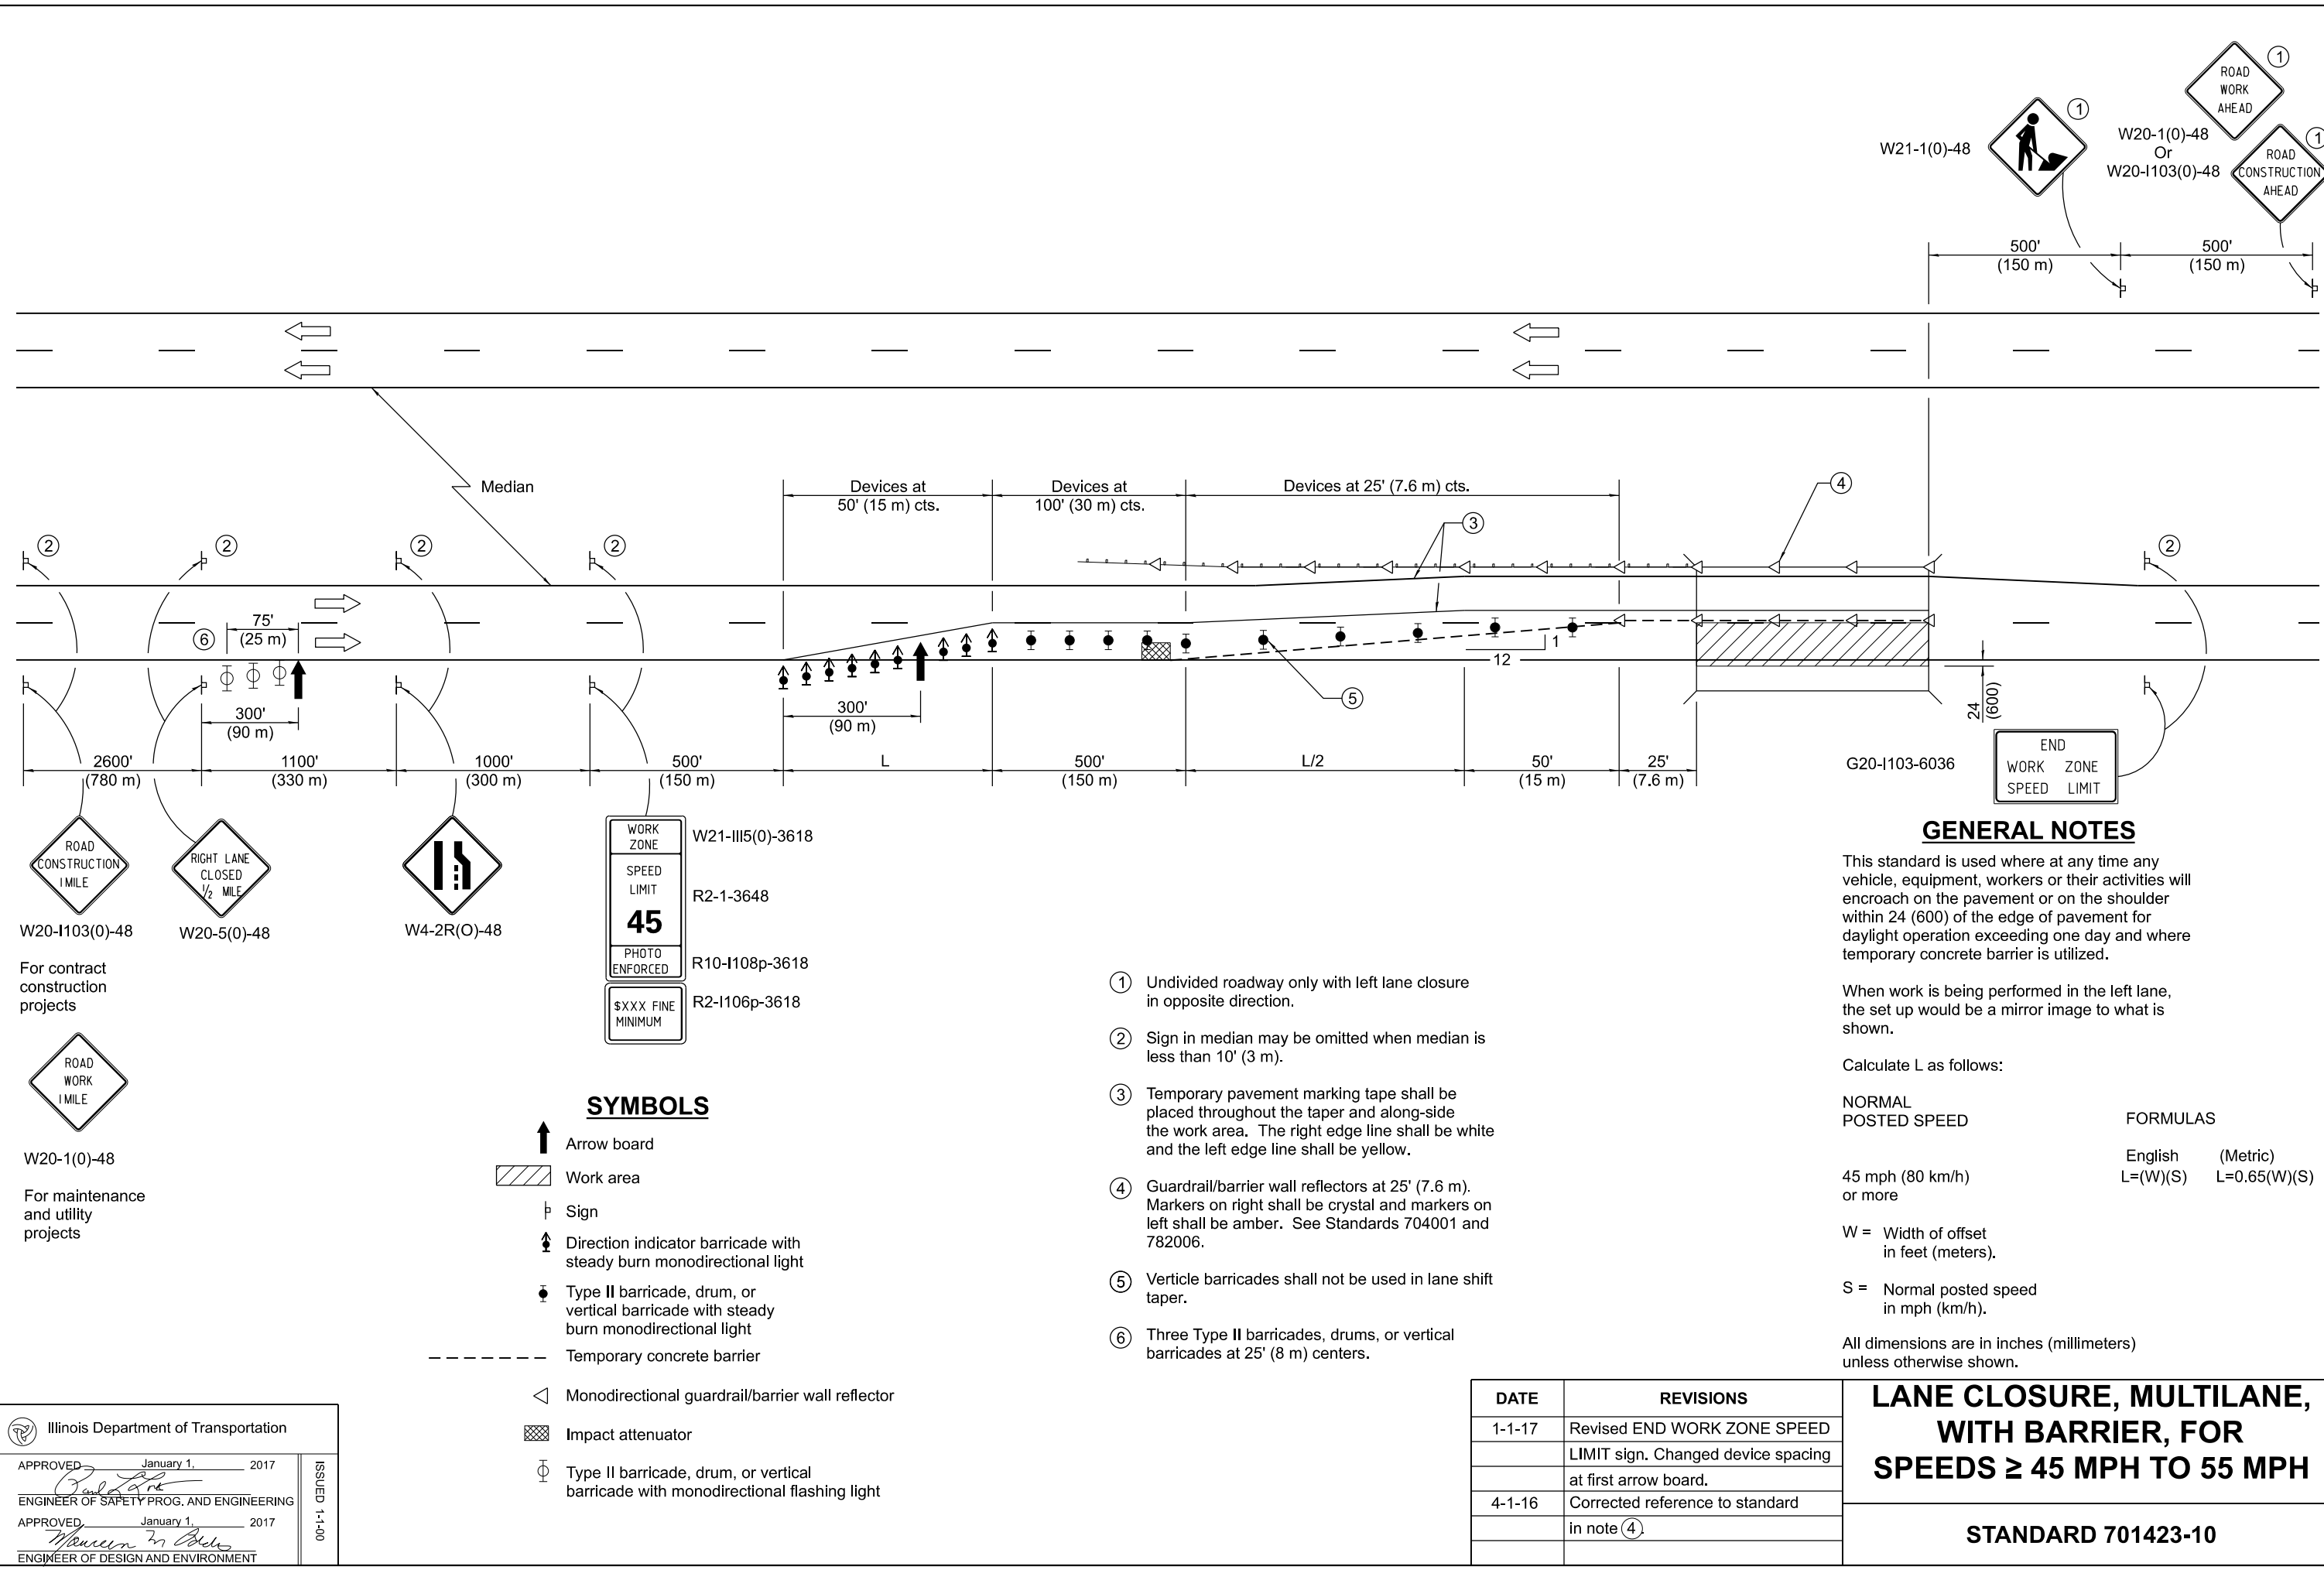 ROAD
WORK
AHEAD
1
1
W21-1(0)-48
W20-1(0)-48
Or
W20-I103(0)-48
ROAD
CONSTRUCTION
AHEAD
1
500'
(150 m)
500'
(150 m)
Median
Devices at
50' (15 m) cts.
Devices at
100' (30 m) cts.
Devices at 25' (7.6 m) cts.
4
3
2
2
2
2
2
6
75'
(25 m)
1
12
5
300'
(90 m)
300'
(90 m)
24
(600)
2600'
(780 m)
1100'
(330 m)
1000'
(300 m)
500'
(150 m)
L
500'
(150 m)
L/2
50'
(15 m)
25'
(7.6 m)
G20-I103-6036
END
WORK ZONE
SPEED LIMIT
ROAD
CONSTRUCTION
1 MILE
W20-I103(0)-48
For contract
construction
projects
ROAD
WORK
1 MILE
W20-1(0)-48
For maintenance
and utility
projects
RIGHT LANE
CLOSED
1/2 MILE
W20-5(0)-48
W4-2R(O)-48
WORK
ZONE
W21-III5(0)-3618
SPEED
LIMIT
45
R2-1-3648
PHOTO
ENFORCED
R10-I108p-3618
$XXX FINE
MINIMUM
R2-I106p-3618
SYMBOLS
Arrow board
Work area
Sign
Direction indicator barricade with
steady burn monodirectional light
Type II barricade, drum, or
vertical barricade with steady
burn monodirectional light
Temporary concrete barrier
Monodirectional guardrail/barrier wall reflector
Impact attenuator
Type II barricade, drum, or vertical
barricade with monodirectional flashing light
1 Undivided roadway only with left lane closure
in opposite direction.
2 Sign in median may be omitted when median is
less than 10' (3 m).
3 Temporary pavement marking tape shall be
placed throughout the taper and along-side
the work area. The right edge line shall be white
and the left edge line shall be yellow.
4 Guardrail/barrier wall reflectors at 25' (7.6 m).
Markers on right shall be crystal and markers on
left shall be amber. See Standards 704001 and
782006.
5 Verticle barricades shall not be used in lane shift
taper.
6 Three Type II barricades, drums, or vertical
barricades at 25' (8 m) centers.
GENERAL NOTES
This standard is used where at any time any
vehicle, equipment, workers or their activities will
encroach on the pavement or on the shoulder
within 24 (600) of the edge of pavement for
daylight operation exceeding one day and where
temporary concrete barrier is utilized.
When work is being performed in the left lane,
the set up would be a mirror image to what is
shown.
Calculate L as follows:
NORMAL
POSTED SPEED
FORMULAS
English (Metric)
45 mph (80 km/h) L=(W)(S) L=0.65(W)(S)
or more
W = Width of offset
in feet (meters).
S = Normal posted speed
in mph (km/h).
All dimensions are in inches (millimeters)
unless otherwise shown.
Illinois Department of Transportation
APPROVED January 1, 2017
ENGINEER OF SAFETY PROG. AND ENGINEERING
APPROVED January 1, 2017
ENGINEER OF DESIGN AND ENVIRONMENT
ISSUED 1-1-00
DATE REVISIONS
1-1-17 Revised END WORK ZONE SPEED
LIMIT sign. Changed device spacing
at first arrow board.
4-1-16 Corrected reference to standard
in note 4.
LANE CLOSURE, MULTILANE,
WITH BARRIER, FOR
SPEEDS ≥ 45 MPH TO 55 MPH
STANDARD 701423-10